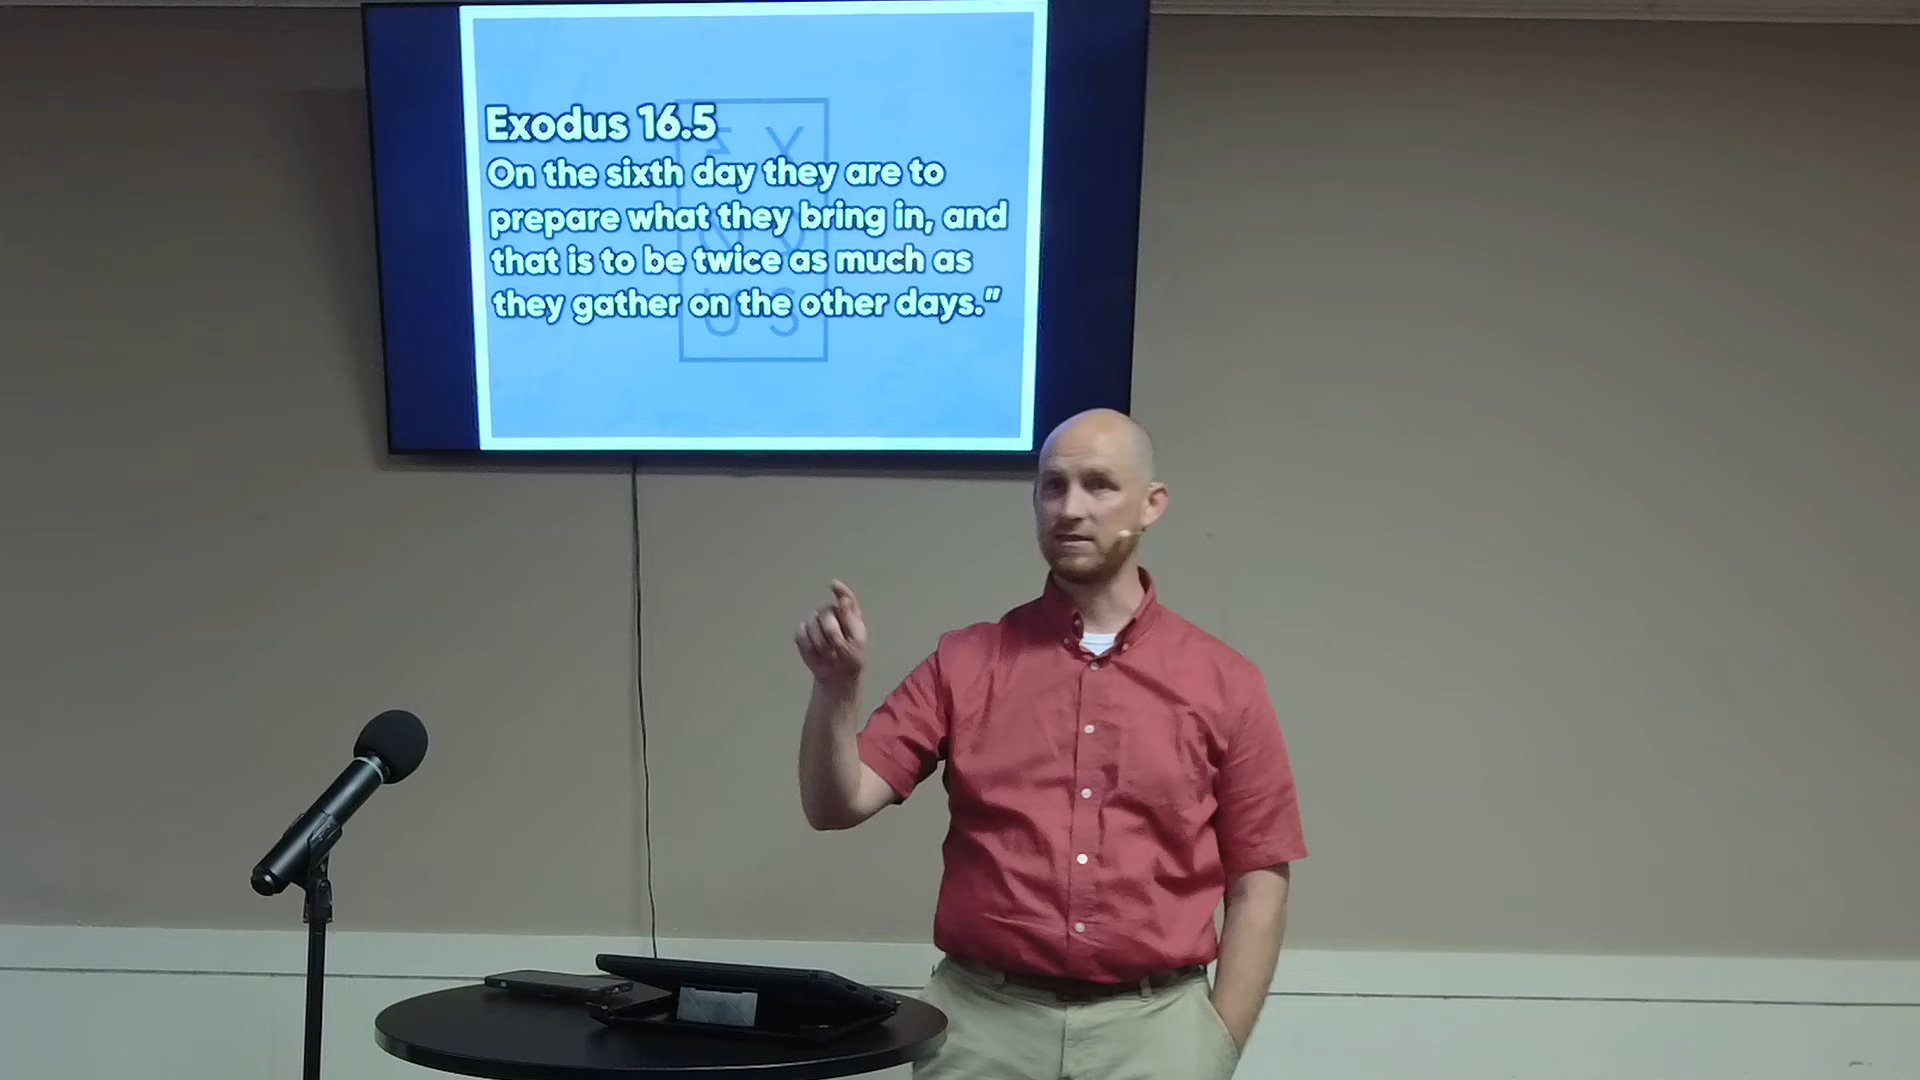 Exodus 16.5
On the sixth day they are to
prepare what they bring in, and
that is to be twice as much as
they gather on the other days.”